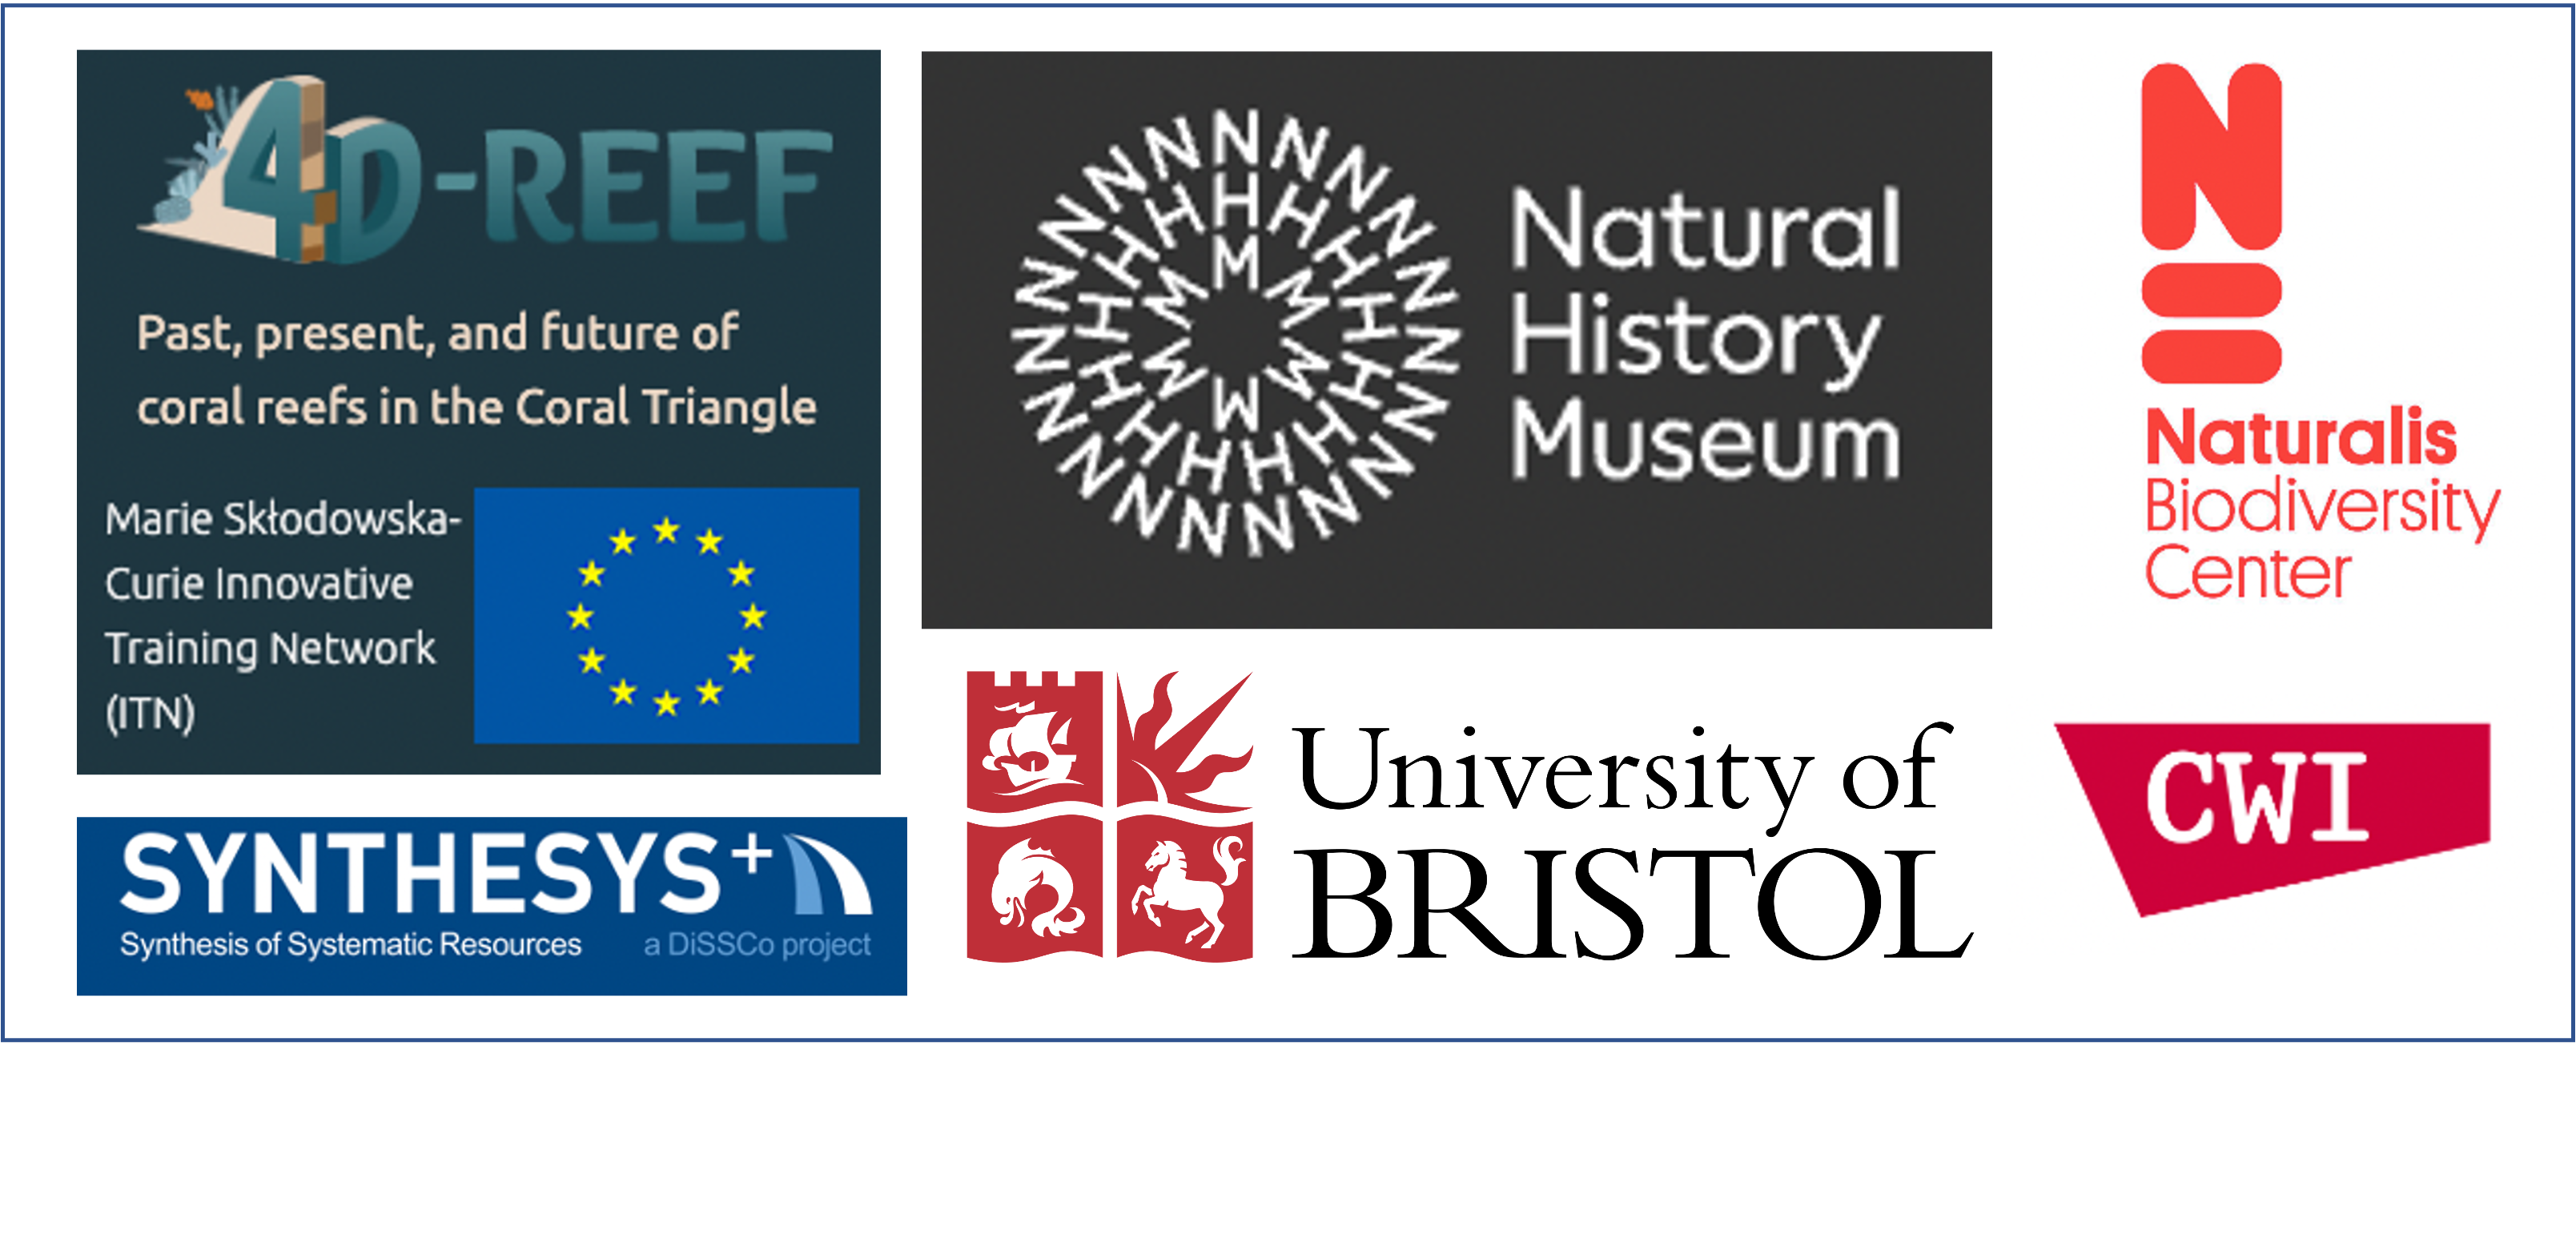 4D-REEF
Past, present, and future of
coral reefs in the Coral Triangle
Marie Skłodowska-
Curie Innovative
Training Network
(ITN)
SYNTHESYS+
Synthesis of Systematic Resources a DiSSCo project
N N N N N N N N N N N N N N N N N N N N N
H H H H H H H H H H H H H
M M M M M M
Natural
History
Museum
University of
BRISTOL
N
Naturalis
Biodiversity
Center
CWI